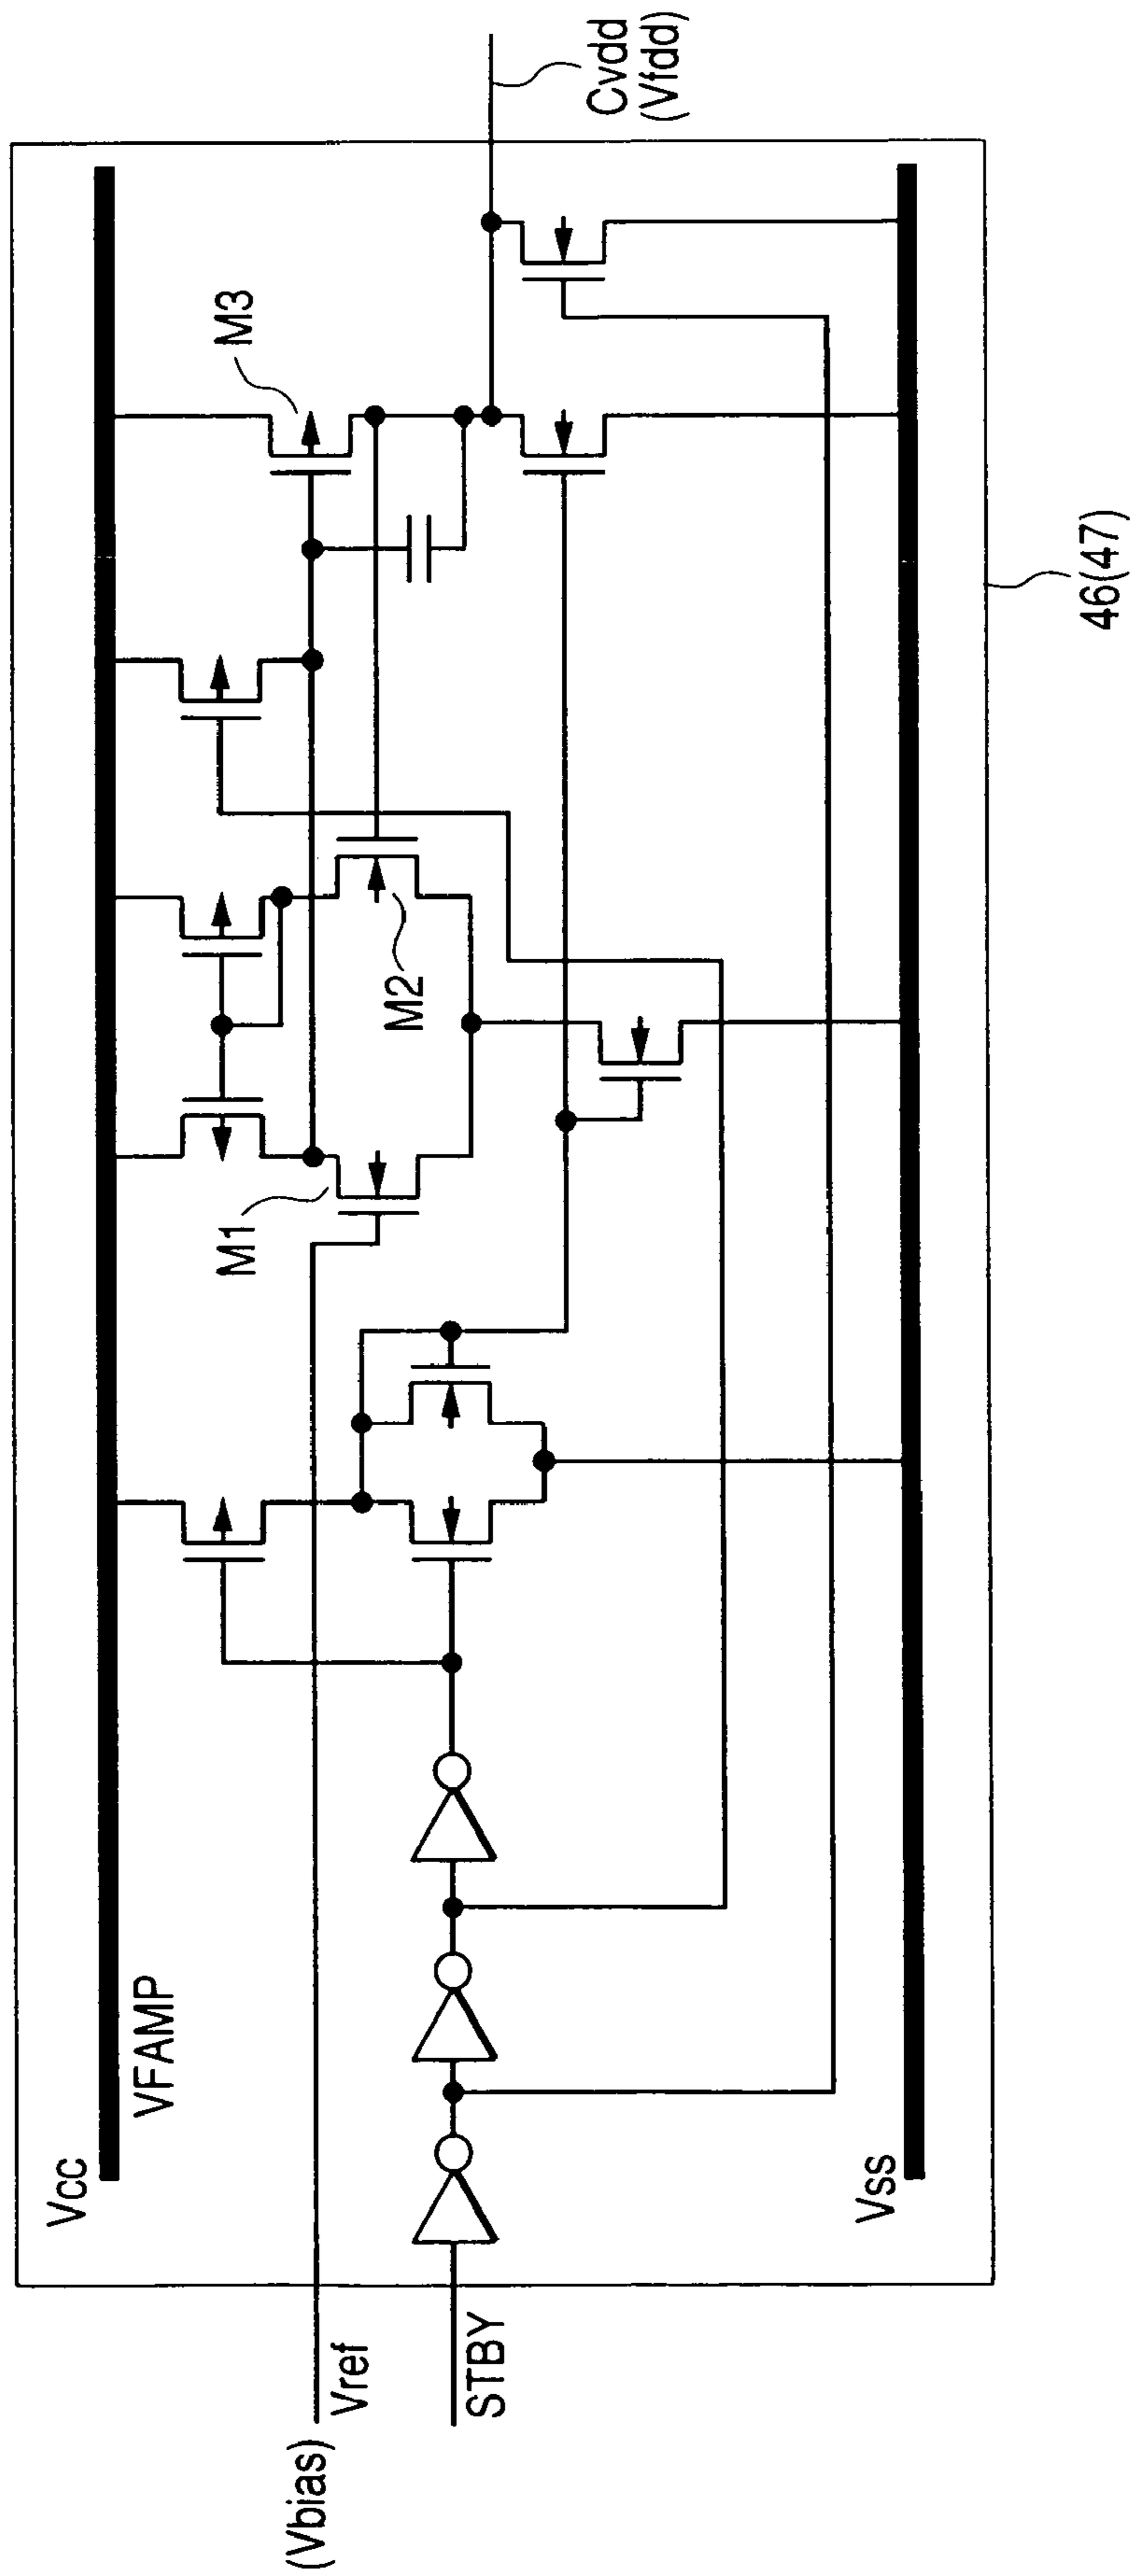 Vcc
VFAMP
(Vbias)
Vref
STBY
Vss
M1
M2
M3
Cvdd
(Vfdd)
46(47)